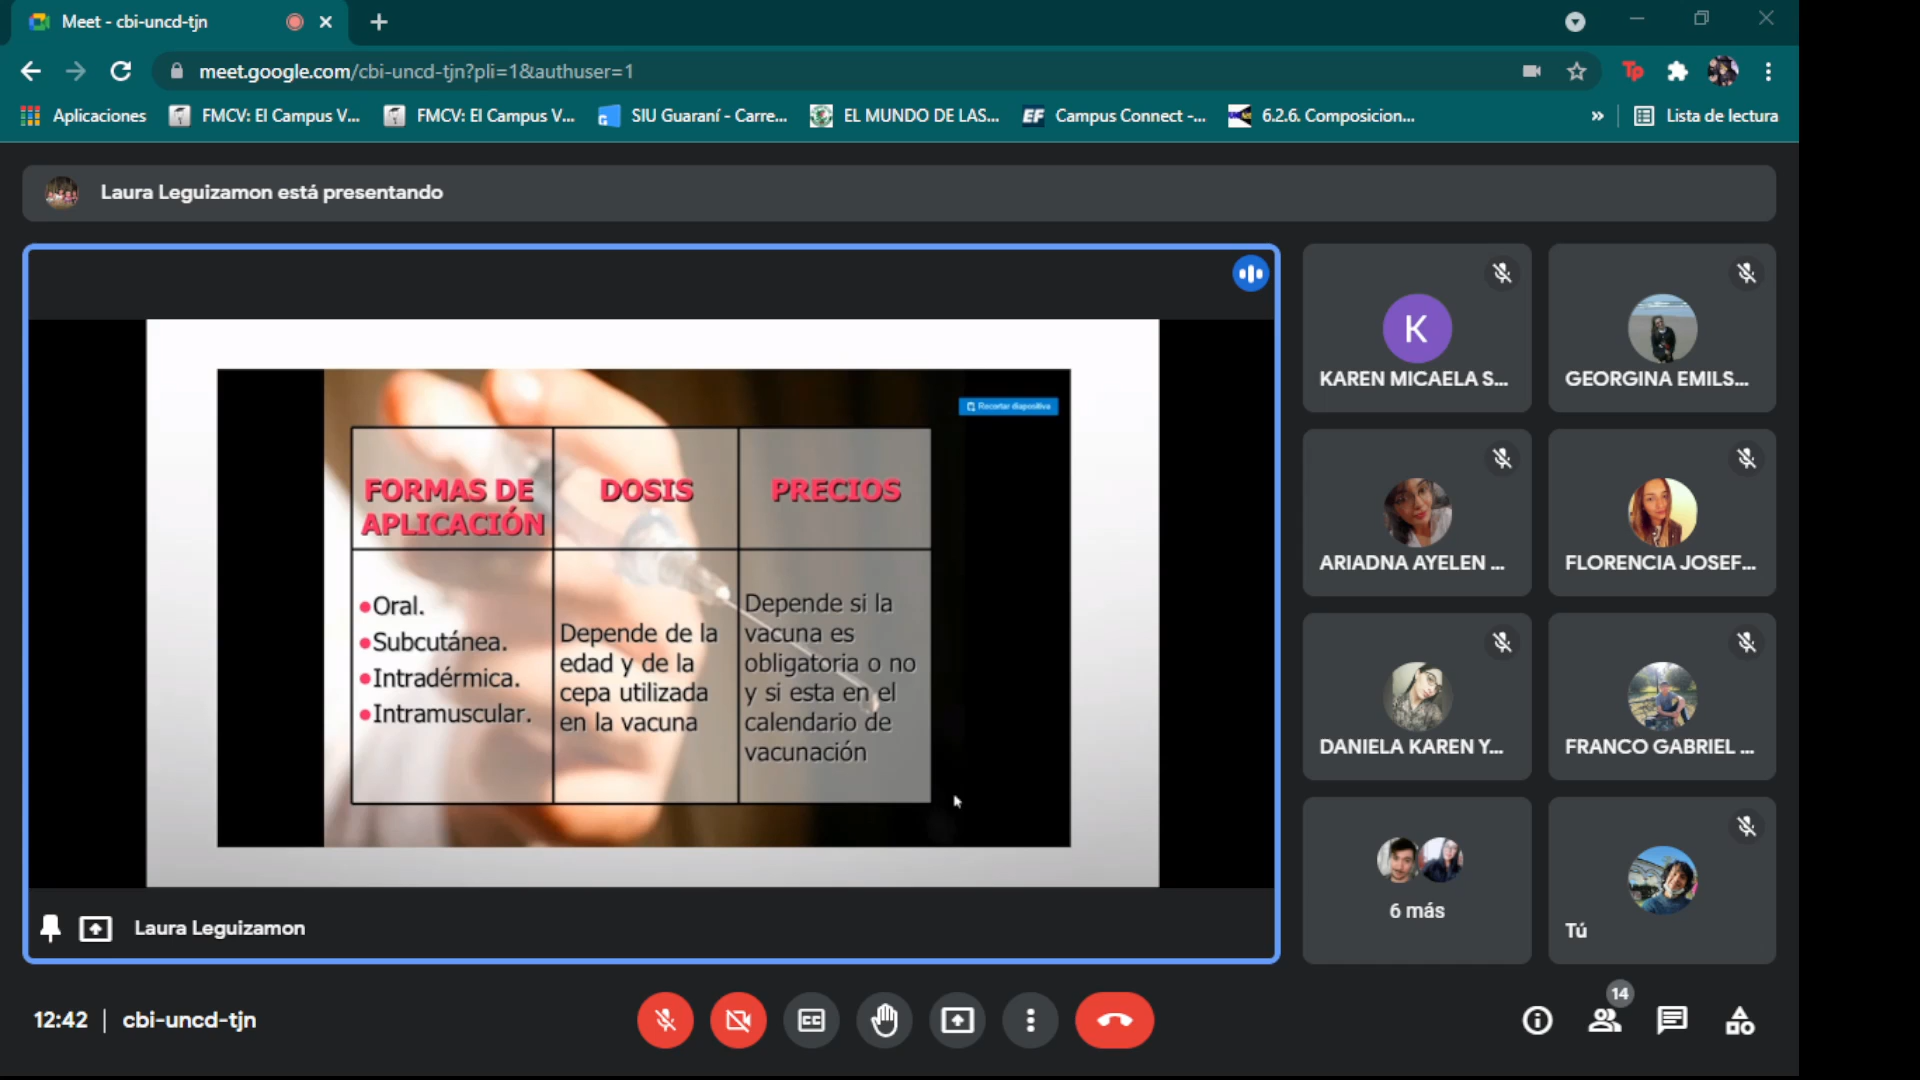 Meet - cbi-uncd-tjn
meet.google.com/cbi-uncd-tjn?pli=1&authuser=1
Tp
Aplicaciones
FMCV: El Campus V...
FMCV: El Campus V...
SIU Guaraní - Carre...
EL MUNDO DE LAS...
EF Campus Connect -...
6.2.6. Composicion...
»
Lista de lectura
Laura Leguizamon está presentando
Recortar diapositiva
FORMAS DE
APLICACIÓN
DOSIS
PRECIOS
Oral.
Subcutánea.
Intradérmica.
Intramuscular.
Depende de la
edad y de la
cepa utilizada
en la vacuna
Depende si la
vacuna es
obligatoria o no
y si esta en el
calendario de
vacunación
Laura Leguizamon
K
KAREN MICAELA S...
GEORGINA EMILS...
ARIADNA AYELEN ...
FLORENCIA JOSEF...
DANIELA KAREN Y...
FRANCO GABRIEL ...
6 más
Tú
12:42 | cbi-uncd-tjn
CC
14